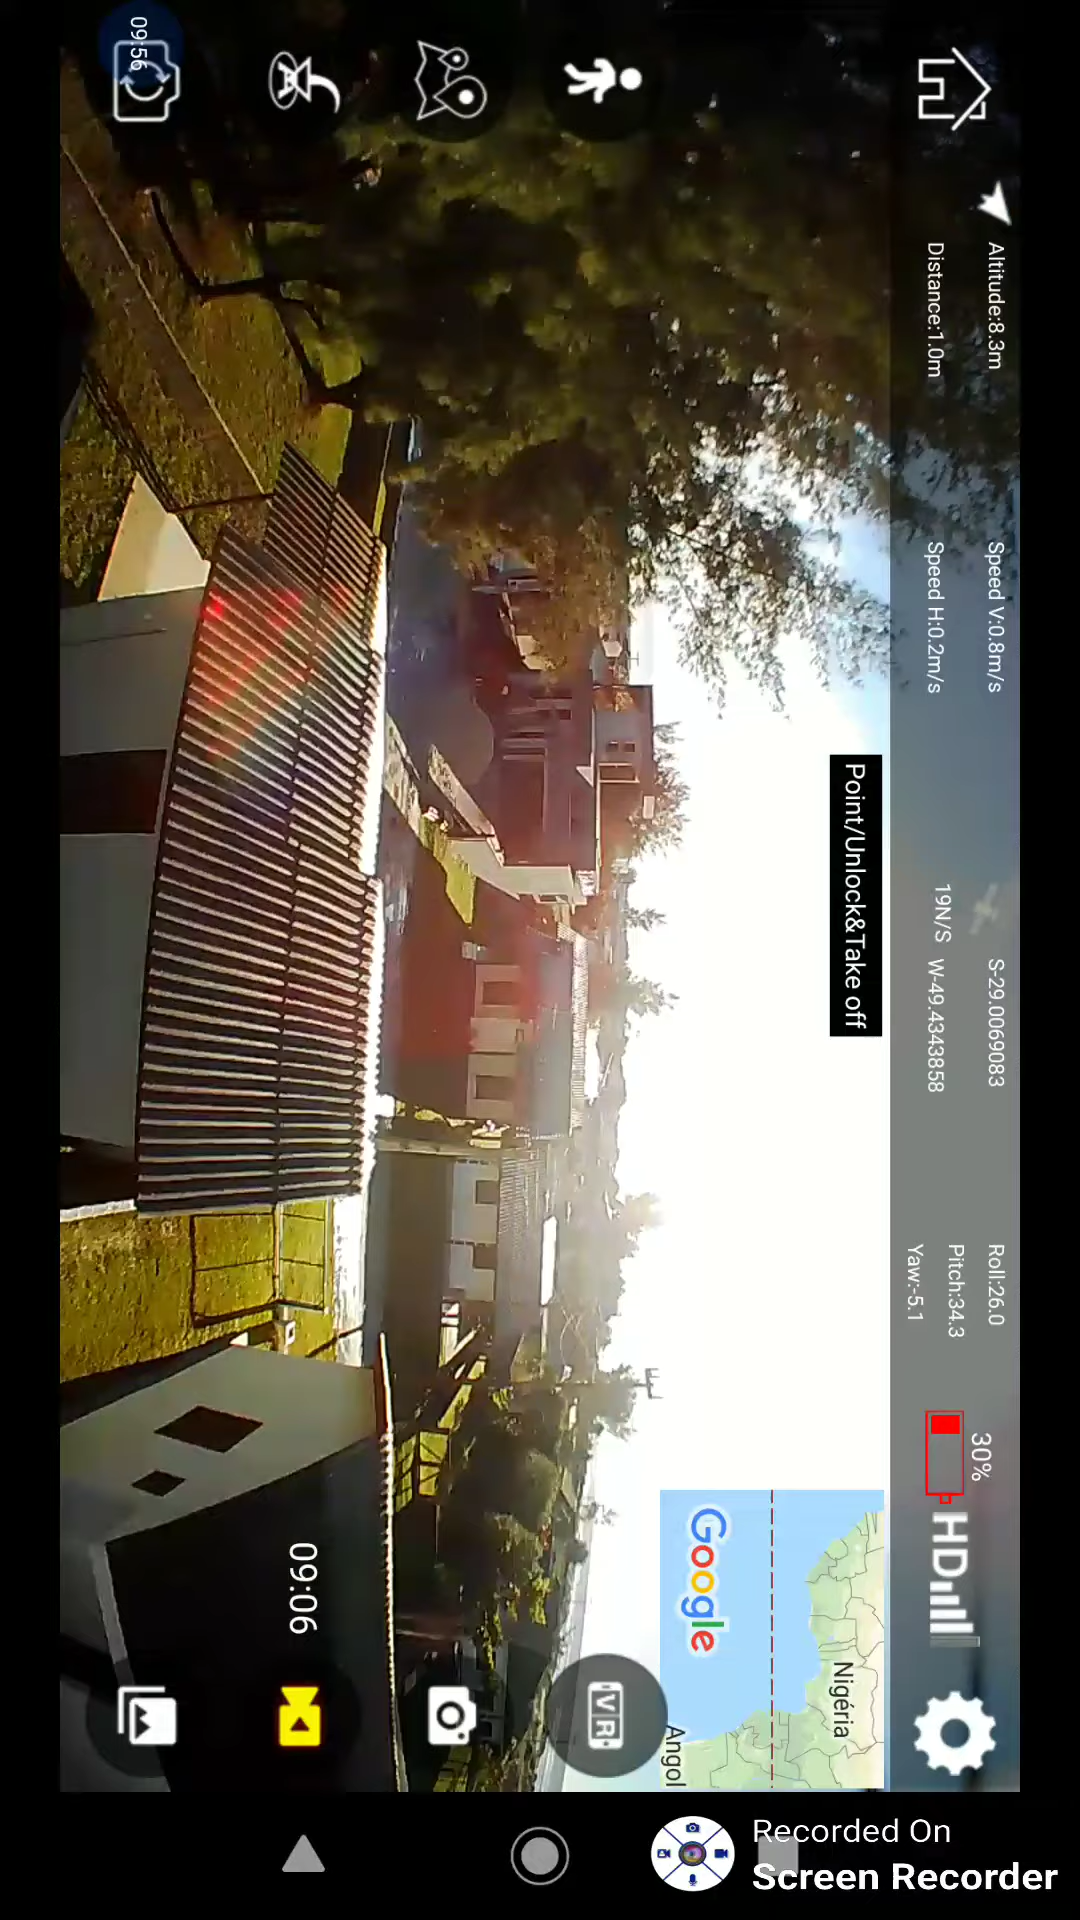 09:56
Altitude:8.3m
Distance:1.0m
Speed V:0.8m/s
Speed H:0.2m/s
S-29.0069083
19N/S W-49.4343858
Roll:26.0
Pitch:34.3
Yaw:-5.1
30%
HD
Point/Unlock&Take off
Google
Nigéria
Angol
09:06
VR
Recorded On
Screen Recorder